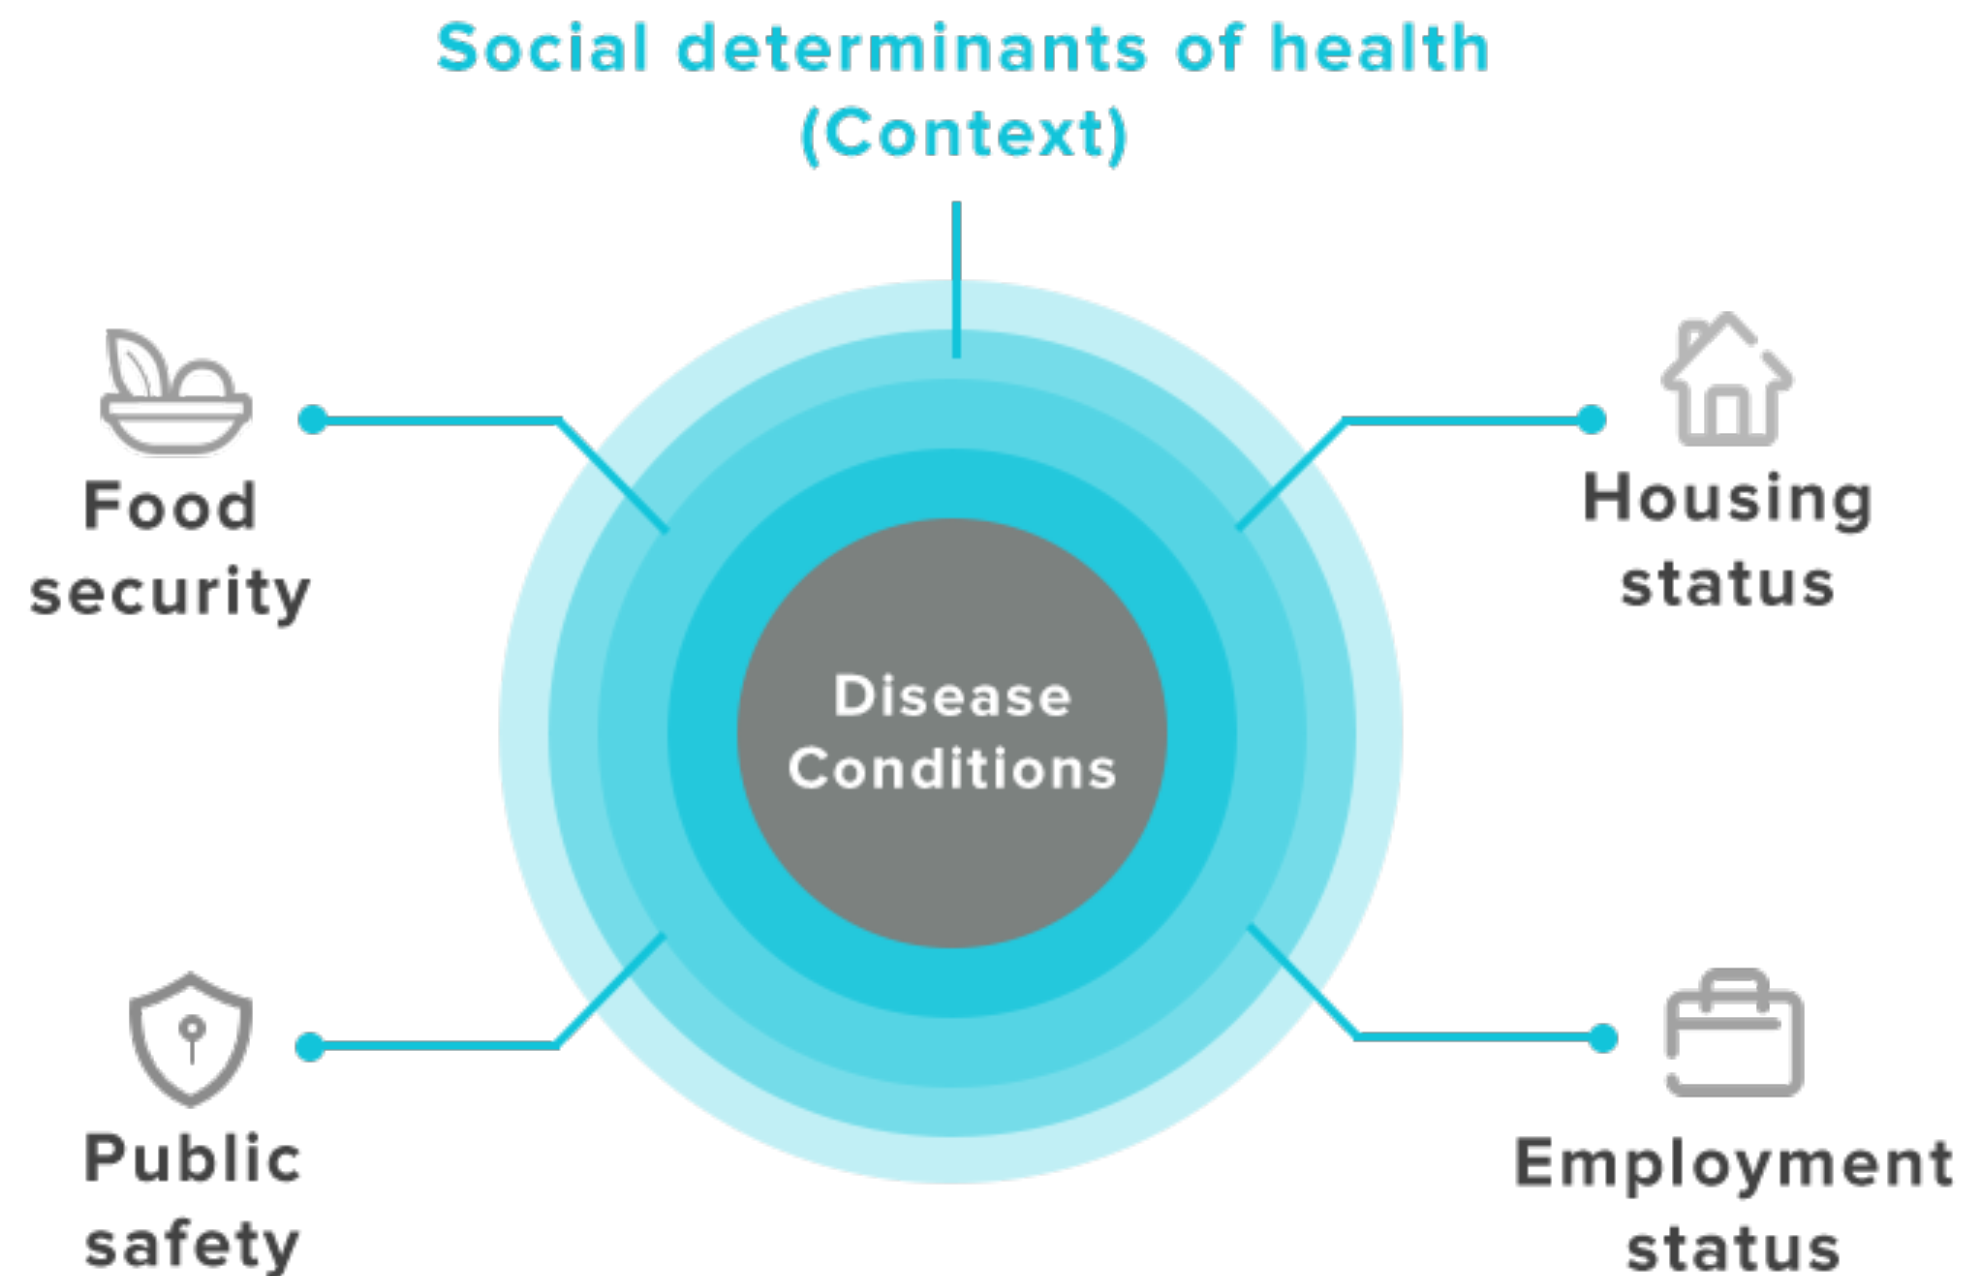 Social determinants of health
(Context)
Food
security
Housing
status
Disease
Conditions
Public
safety
Employment
status